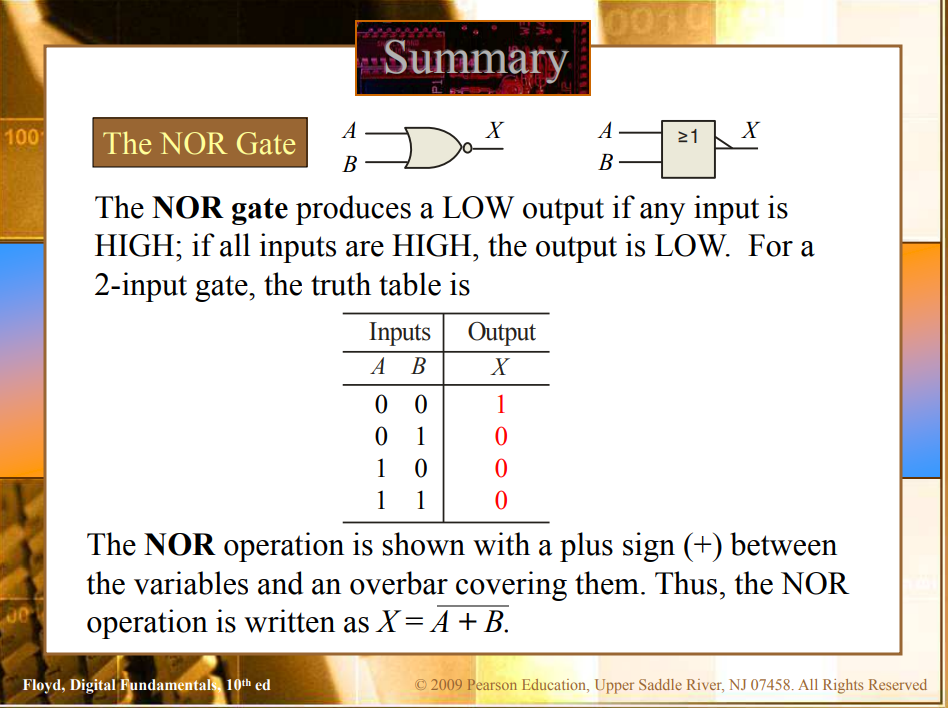 Summary
The NOR Gate
A
B
X
A
B
≥1
X
The NOR gate produces a LOW output if any input is
HIGH; if all inputs are HIGH, the output is LOW. For a
2-input gate, the truth table is
Inputs Output
A B X
0 0 1
0 1 0
1 0 0
1 1 0
The NOR operation is shown with a plus sign (+) between
the variables and an overbar covering them. Thus, the NOR
operation is written as X = A̅ ̅+̅ ̅B̅.
Floyd, Digital Fundamentals, 10th ed
© 2009 Pearson Education, Upper Saddle River, NJ 07458. All Rights Reserved